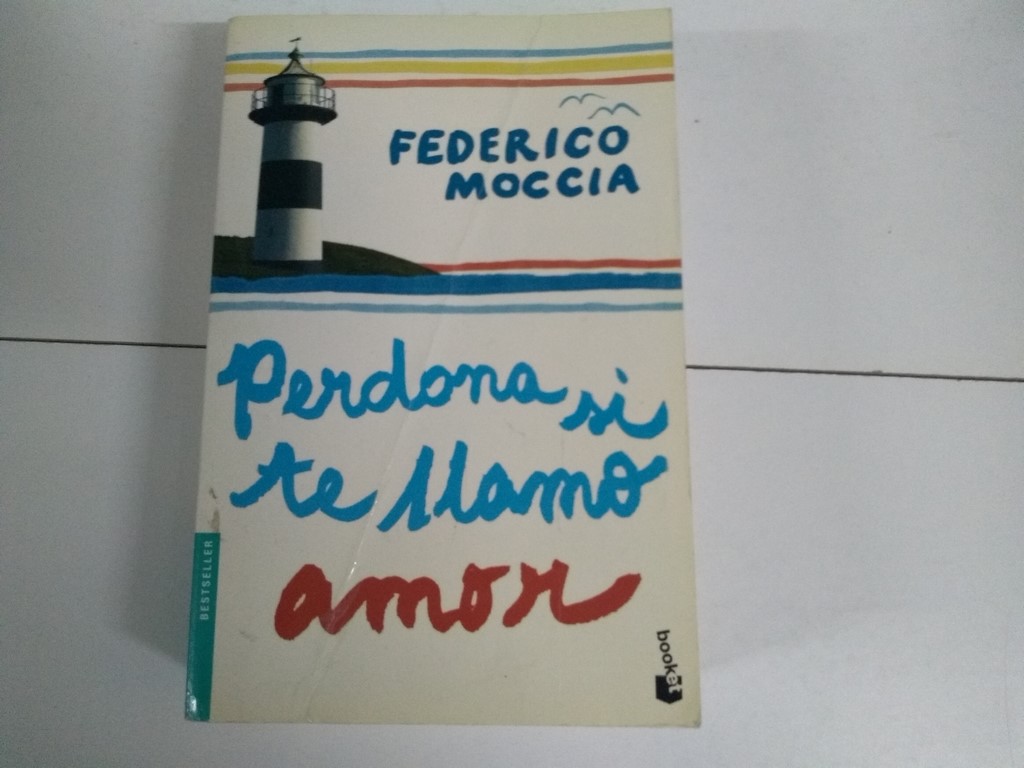 FEDERICO
MOCCIA
Perdona si
te llamo
amor
BESTSELLER
booket